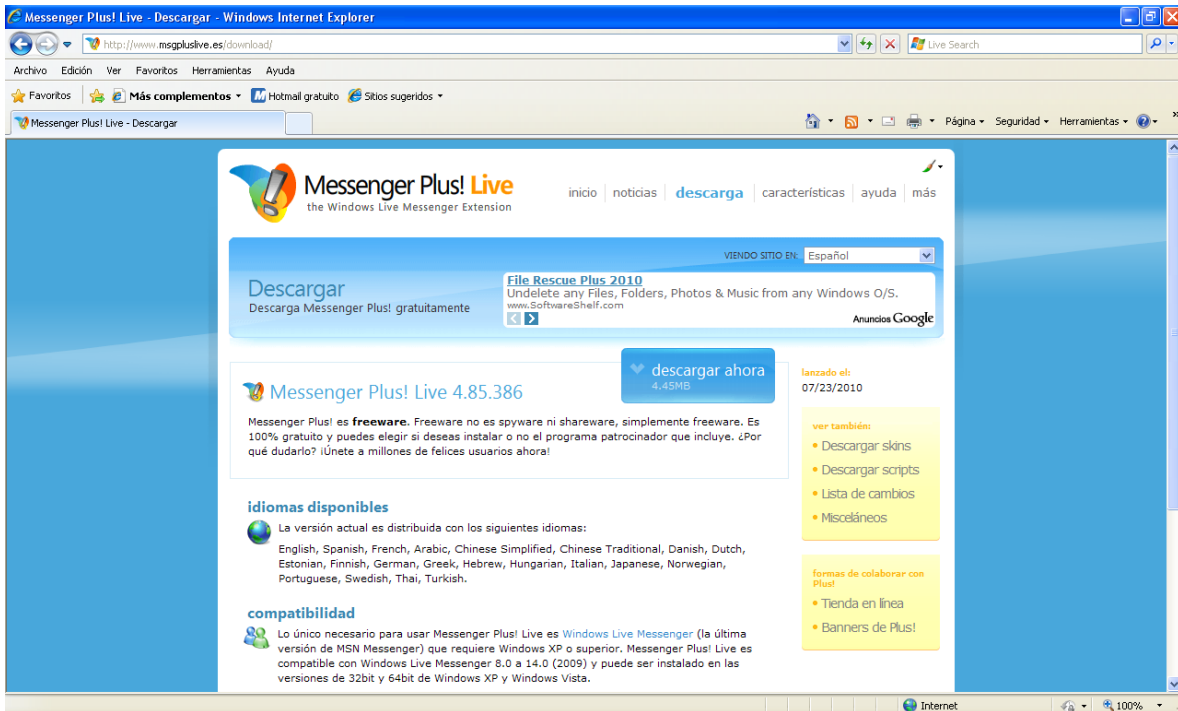 Messenger Plus! Live - Descargar - Windows Internet Explorer
http://www.msgpluslive.es/download/
Live Search
Archivo Edición Ver Favoritos Herramientas Ayuda
Favoritos Más complementos Hotmail gratuito Sitios sugeridos
Messenger Plus! Live - Descargar
Página Seguridad Herramientas »
Messenger Plus! Live
the Windows Live Messenger Extension
inicio noticias descarga características ayuda más
VIENDO SITIO EN: Español
Descargar
Descarga Messenger Plus! gratuitamente
File Rescue Plus 2010
Undelete any Files, Folders, Photos & Music from any Windows O/S.
www.SoftwareShelf.com
Anuncios Google
descargar ahora
4.45MB
Messenger Plus! Live 4.85.386
Messenger Plus! es freeware. Freeware no es spyware ni shareware, simplemente freeware. Es
100% gratuito y puedes elegir si deseas instalar o no el programa patrocinador que incluye. ¿Por
qué dudarlo? ¡Únete a millones de felices usuarios ahora!
idiomas disponibles
La versión actual es distribuida con los siguientes idiomas:
English, Spanish, French, Arabic, Chinese Simplified, Chinese Traditional, Danish, Dutch,
Estonian, Finnish, German, Greek, Hebrew, Hungarian, Italian, Japanese, Norwegian,
Portuguese, Swedish, Thai, Turkish.
compatibilidad
Lo único necesario para usar Messenger Plus! Live es Windows Live Messenger (la última
versión de MSN Messenger) que requiere Windows XP o superior. Messenger Plus! Live es
compatible con Windows Live Messenger 8.0 a 14.0 (2009) y puede ser instalado en las
versiones de 32bit y 64bit de Windows XP y Windows Vista.
lanzado el:
07/23/2010
ver también:
• Descargar skins
• Descargar scripts
• Lista de cambios
• Misceláneos
formas de colaborar con
Plus!
• Tienda en línea
• Banners de Plus!
Internet
100%